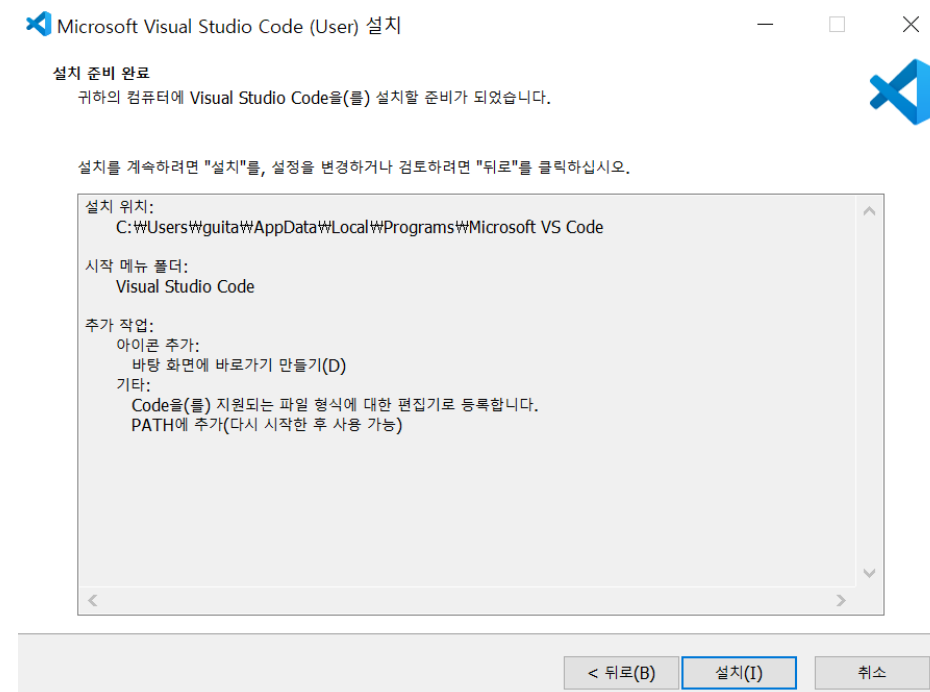 Microsoft Visual Studio Code (User) 설치
설치 준비 완료
귀하의 컴퓨터에 Visual Studio Code을(를) 설치할 준비가 되었습니다.
설치를 계속하려면 "설치"를, 설정을 변경하거나 검토하려면 "뒤로"를 클릭하십시오.
설치 위치:
C:₩Users₩guita₩AppData₩Local₩Programs₩Microsoft VS Code
시작 메뉴 폴더:
Visual Studio Code
추가 작업:
아이콘 추가:
바탕 화면에 바로가기 만들기(D)
기타:
Code을(를) 지원되는 파일 형식에 대한 편집기로 등록합니다.
PATH에 추가(다시 시작한 후 사용 가능)
< 뒤로(B)
설치(I)
취소